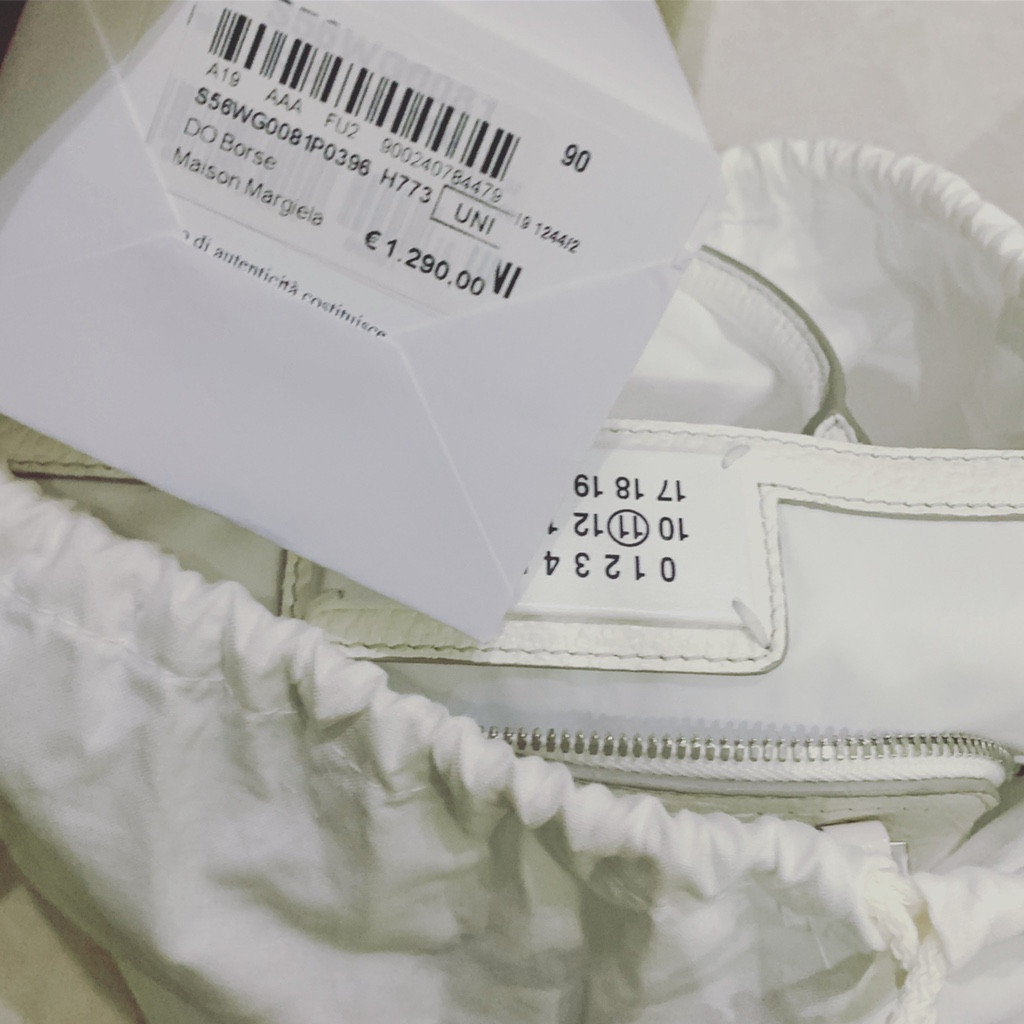 A19 AAA FU2 900240784479
90
S56WG0081P0396 H773 UNI 19 1244/2
DO Borse
Maison Margiela
€ 1.290,00
di autenticità costituisce
0 1 2 3 4
10 11 12
17 18 19